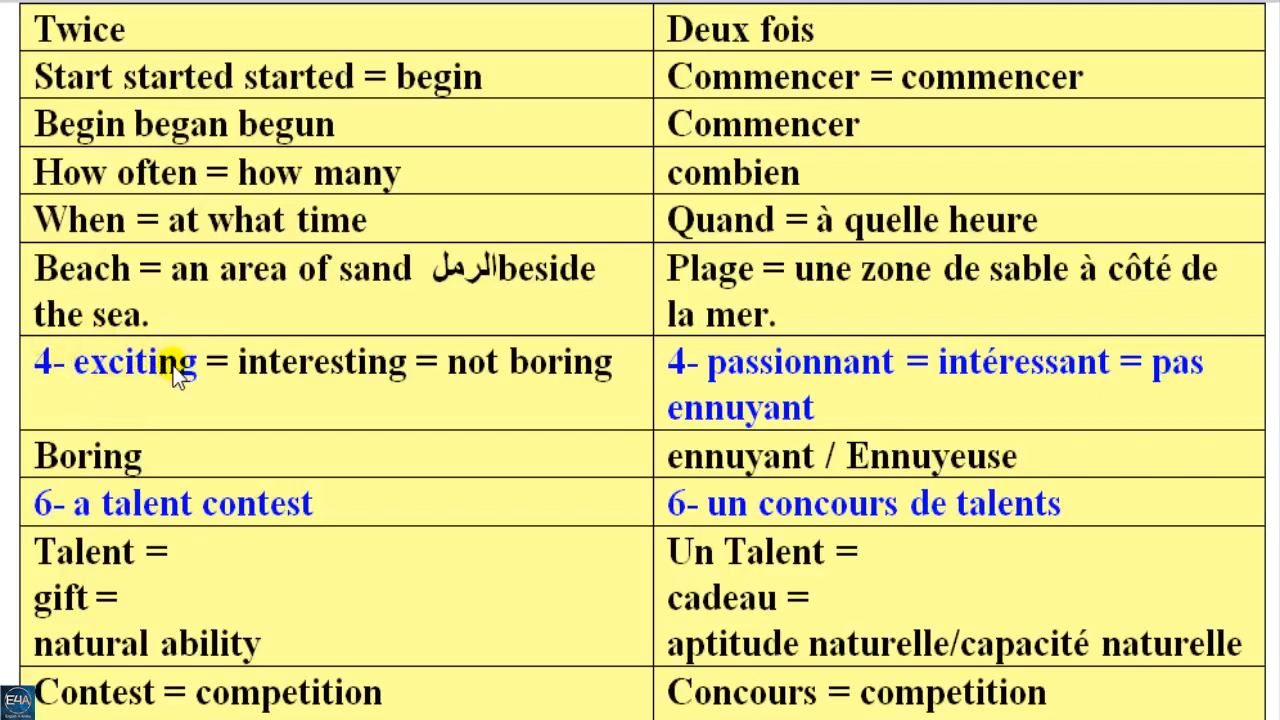 Twice
Deux fois
Start started started = begin
Commencer = commencer
Begin began begun
Commencer
How often = how many
combien
When = at what time
Quand = à quelle heure
Beach = an area of sand الرمل beside
the sea.
Plage = une zone de sable à côté de
la mer.
4- exciting = interesting = not boring
4- passionnant = intéressant = pas
ennuyant
Boring
ennuyant / Ennuyeuse
6- a talent contest
6- un concours de talents
Talent =
gift =
natural ability
Un Talent =
cadeau =
aptitude naturelle/capacité naturelle
Contest = competition
Concours = competition
E4A